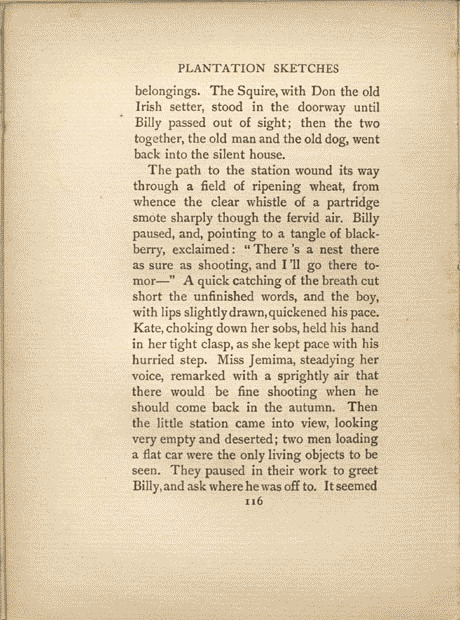 PLANTATION SKETCHES
belongings. The Squire, with Don the old
Irish setter, stood in the doorway until
Billy passed out of sight; then the two
together, the old man and the old dog, went
back into the silent house.
The path to the station wound its way
through a field of ripening wheat, from
whence the clear whistle of a partridge
smote sharply though the fervid air. Billy
paused, and, pointing to a tangle of black-
berry, exclaimed: "There's a nest there
as sure as shooting, and I'll go there to-
mor—" A quick catching of the breath cut
short the unfinished words, and the boy,
with lips slightly drawn, quickened his pace.
Kate, choking down her sobs, held his hand
in her tight clasp, as she kept pace with his
hurried step. Miss Jemima, steadying her
voice, remarked with a sprightly air that
there would be fine shooting when he
should come back in the autumn. Then
the little station came into view, looking
very empty and deserted; two men loading
a flat car were the only living objects to be
seen. They paused in their work to greet
Billy, and ask where he was off to. It seemed
116